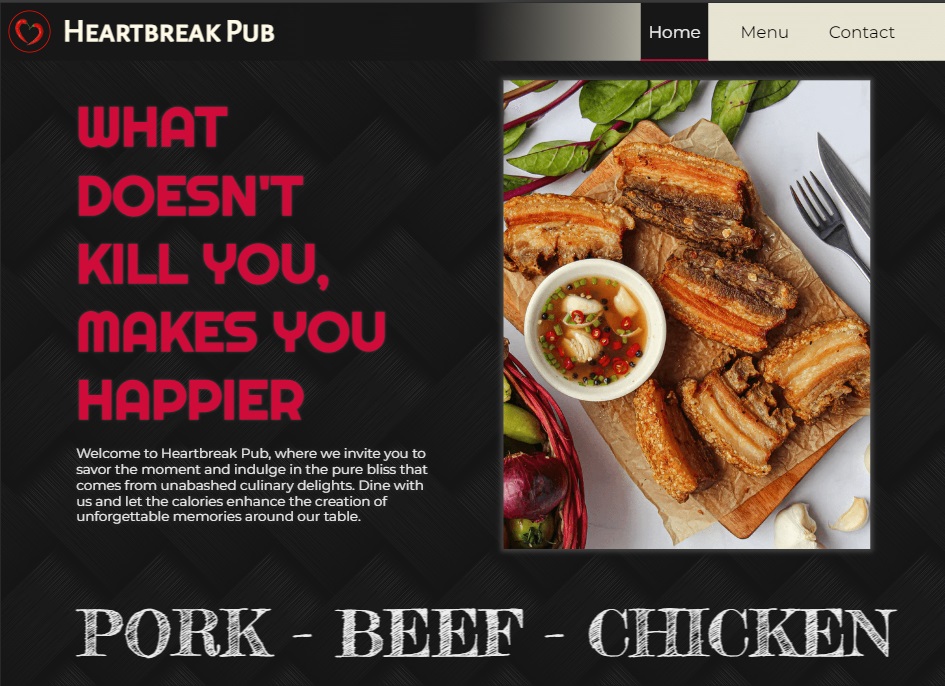 Heartbreak Pub
Home Menu Contact
WHAT
DOESN'T
KILL YOU,
MAKES YOU
HAPPIER
Welcome to Heartbreak Pub, where we invite you to
savor the moment and indulge in the pure bliss that
comes from unabashed culinary delights. Dine with
us and let the calories enhance the creation of
unforgettable memories around our table.
PORK - BEEF - CHICKEN